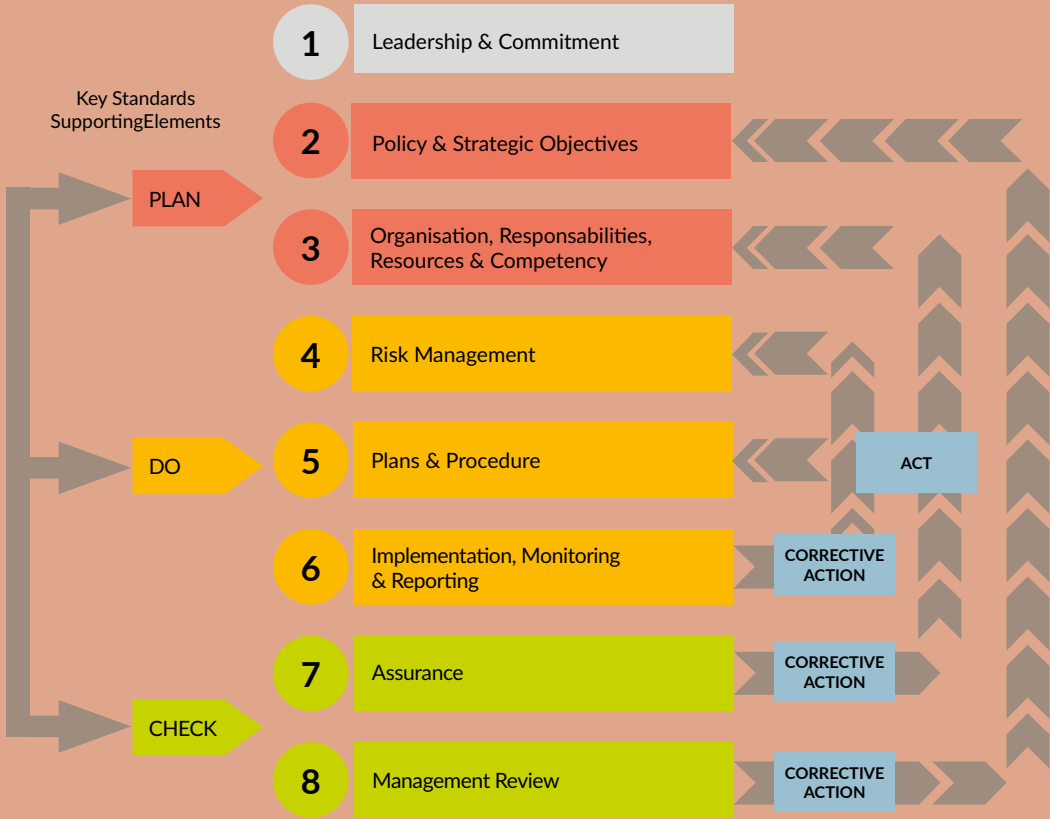 1
Leadership & Commitment
Key Standards
SupportingElements
2
Policy & Strategic Objectives
PLAN
3
Organisation, Responsabilities,
Resources & Competency
4
Risk Management
DO
5
Plans & Procedure
ACT
6
Implementation, Monitoring
& Reporting
CORRECTIVE
ACTION
7
Assurance
CORRECTIVE
ACTION
CHECK
8
Management Review
CORRECTIVE
ACTION